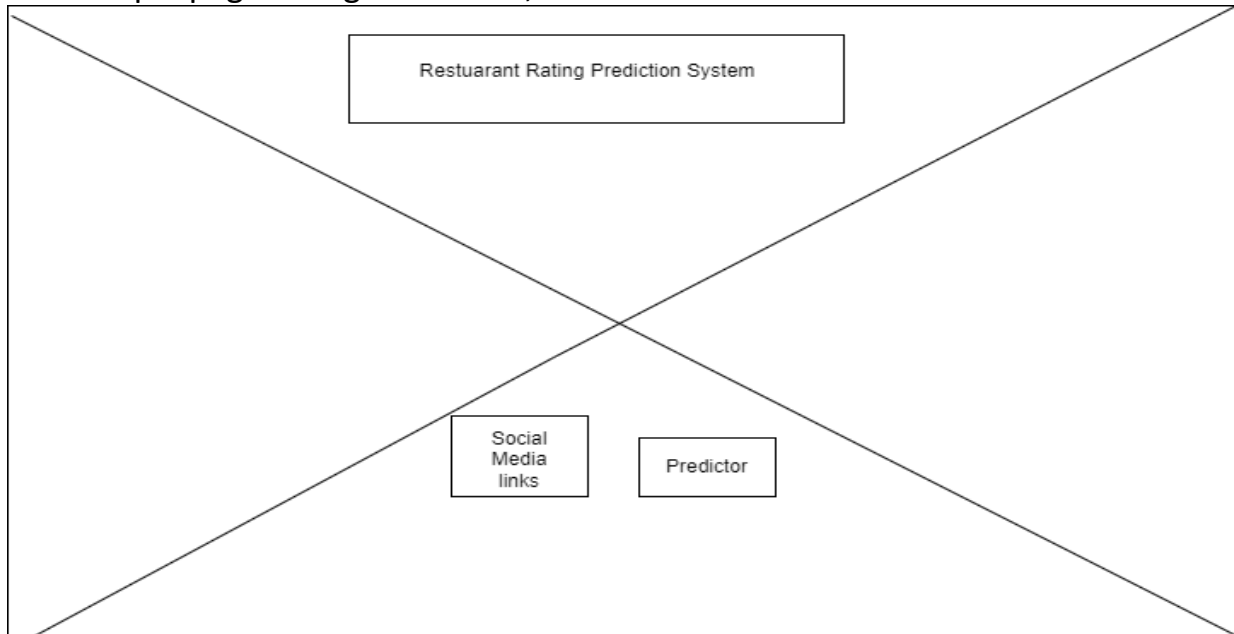 Restuarant Rating Prediction System
Social
Media
links
Predictor